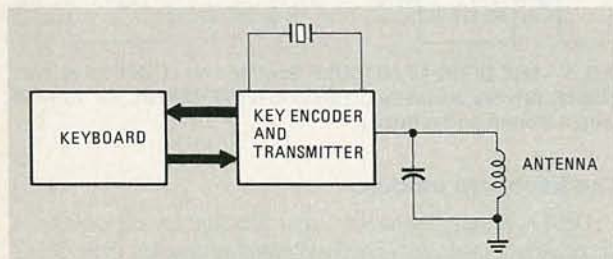 KEYBOARD
KEY ENCODER
AND
TRANSMITTER
ANTENNA